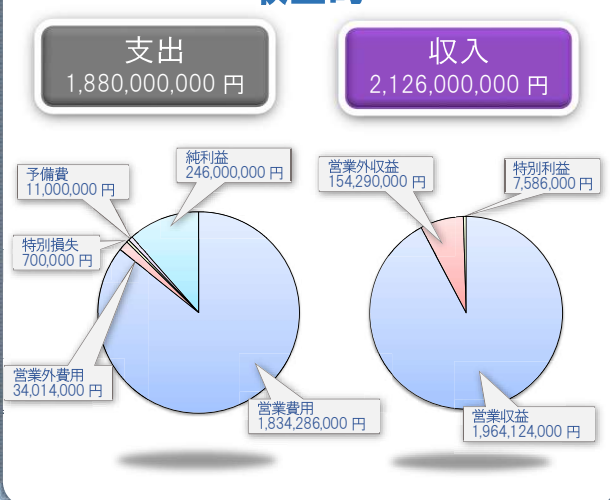 支出
1,880,000,000 円
収入
2,126,000,000 円
純利益
246,000,000 円
予備費
11,000,000 円
特別損失
700,000 円
営業外費用
34,014,000 円
営業費用
1,834,286,000 円
営業外収益
154,290,000 円
特別利益
7,586,000 円
営業収益
1,964,124,000 円